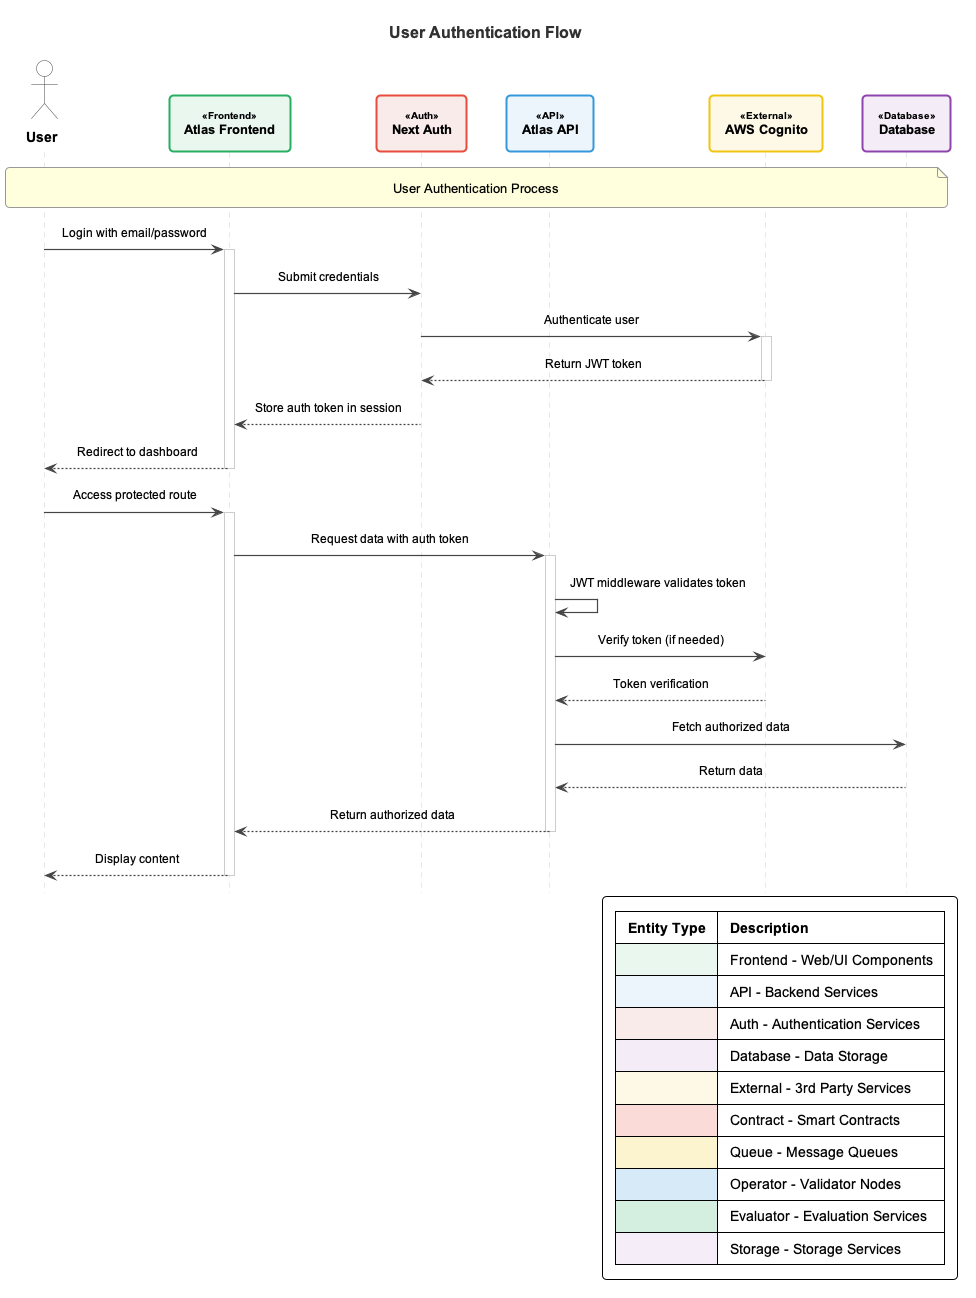 User Authentication Flow
User
«Frontend»
Atlas Frontend
«Auth»
Next Auth
«API»
Atlas API
«External»
AWS Cognito
«Database»
Database
User Authentication Process
Login with email/password
Submit credentials
Authenticate user
Return JWT token
Store auth token in session
Redirect to dashboard
Access protected route
Request data with auth token
JWT middleware validates token
Verify token (if needed)
Token verification
Fetch authorized data
Return data
Return authorized data
Display content
Entity Type Description
Frontend - Web/UI Components
API - Backend Services
Auth - Authentication Services
Database - Data Storage
External - 3rd Party Services
Contract - Smart Contracts
Queue - Message Queues
Operator - Validator Nodes
Evaluator - Evaluation Services
Storage - Storage Services